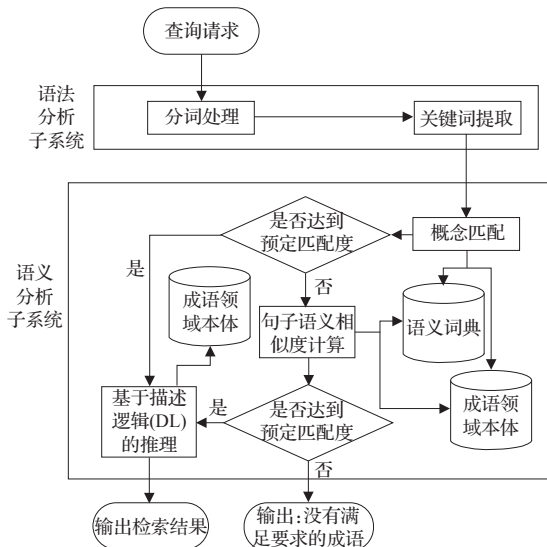 查询请求
语法
分析
子系统
分词处理
关键词提取
是否达到
预定匹配度
概念匹配
是
否
语义
分析
子系统
成语领
域本体
句子语义相
似度计算
语义词典
成语领
域本体
基于描述
逻辑(DL)
的推理
是
是否达到
预定匹配度
否
输出检索结果
输出:没有满
足要求的成语